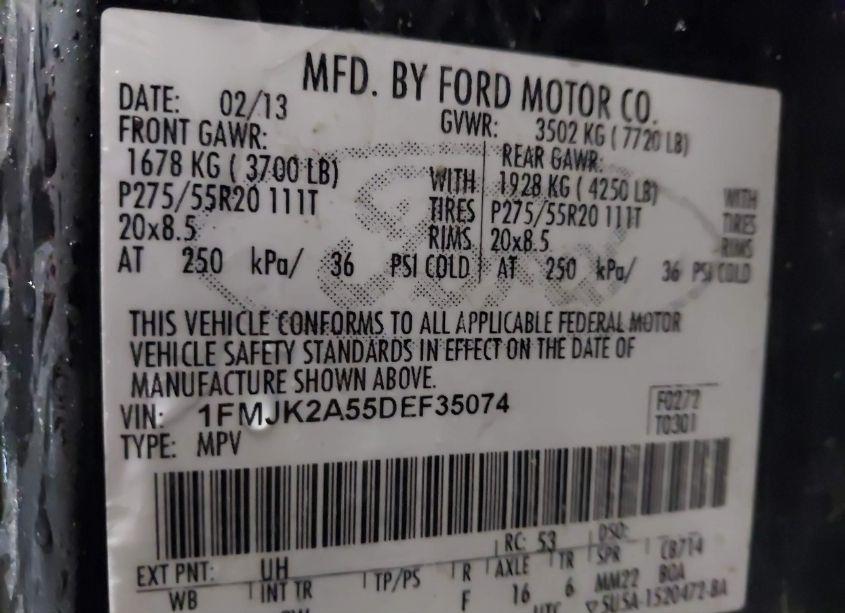 MFD. BY FORD MOTOR CO.
DATE: 02/13
GVWR: 3502 KG ( 7720 LB)
FRONT GAWR:
REAR GAWR:
1678 KG ( 3700 LB) WITH
1928 KG ( 4250 LB) WITH
P275/55R20 111T TIRES
P275/55R20 111T TIRES
20x8.5 RIMS
20x8.5 RIMS
AT 250 kPa/ 36 PSI COLD
AT 250 kPa/ 36 PSI COLD
THIS VEHICLE CONFORMS TO ALL APPLICABLE FEDERAL MOTOR
VEHICLE SAFETY STANDARDS IN EFFECT ON THE DATE OF
MANUFACTURE SHOWN ABOVE.
VIN: 1FMJK2A55DEF35074
F0272
TYPE: MPV
T0301
EXT PNT: UH RC: 53 DSO:
WB INT TR TP/PS R AXLE TR SPR CB714
F 16 6 MM22 BOA